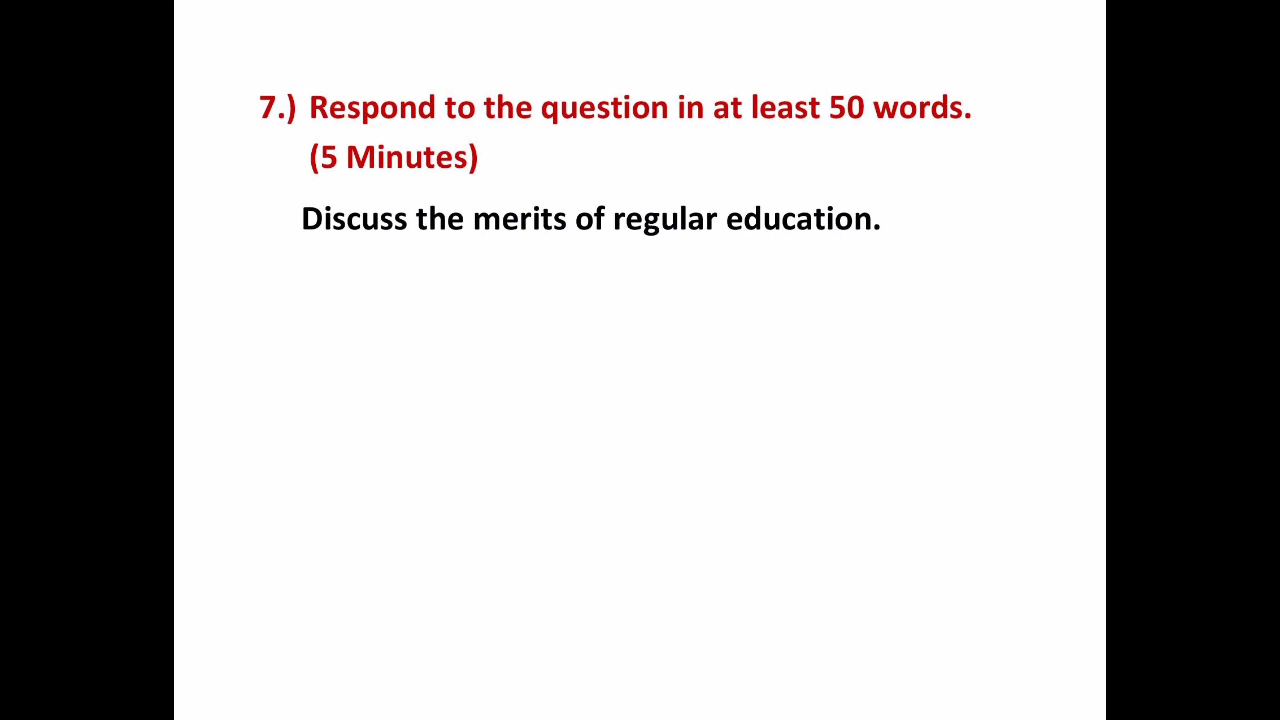 7.) Respond to the question in at least 50 words.
(5 Minutes)
Discuss the merits of regular education.